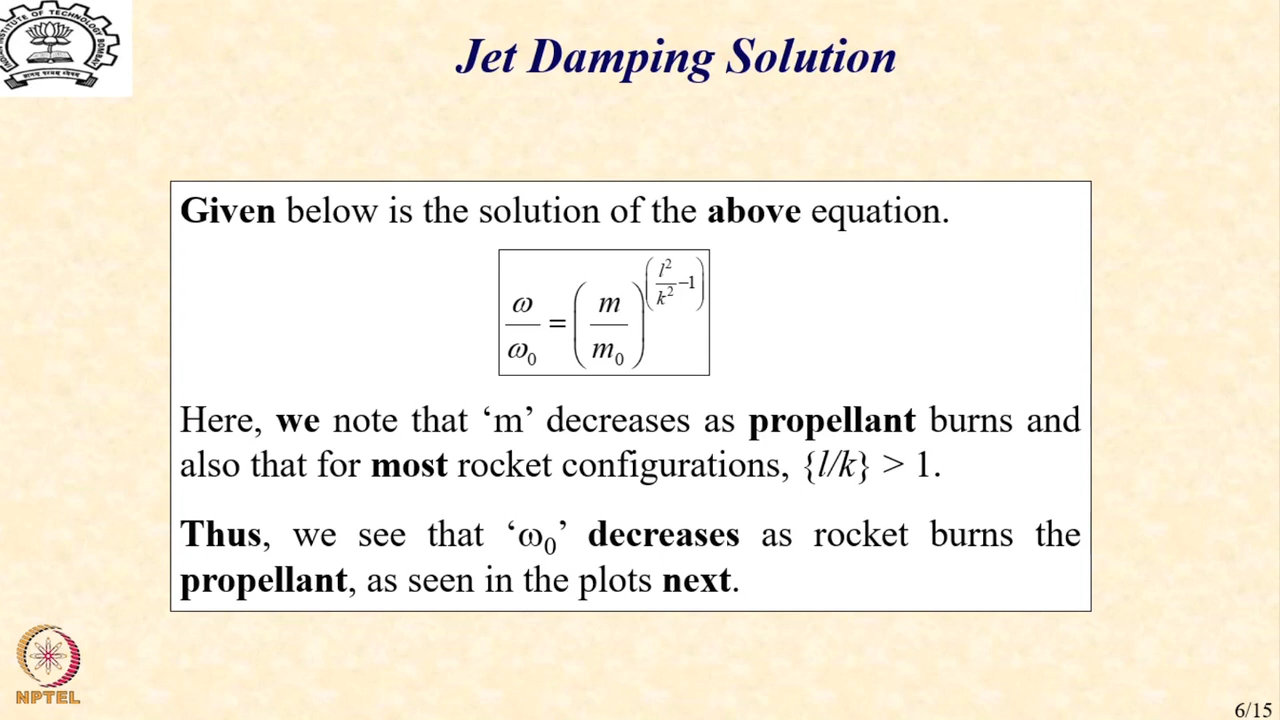 Jet Damping Solution
Given below is the solution of the above equation.
ω/ω₀ = (m/m₀)^(l²/k² − 1)
Here, we note that ‘m’ decreases as propellant burns and
also that for most rocket configurations, {l/k} > 1.
Thus, we see that ‘ω₀’ decreases as rocket burns the
propellant, as seen in the plots next.
NPTEL
6/15